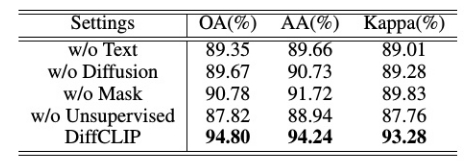 Settings OA(%) AA(%) Kappa(%)
w/o Text 89.35 89.66 89.01
w/o Diffusion 89.67 90.73 89.28
w/o Mask 90.78 91.72 89.83
w/o Unsupervised 87.82 88.94 87.76
DiffCLIP 94.80 94.24 93.28